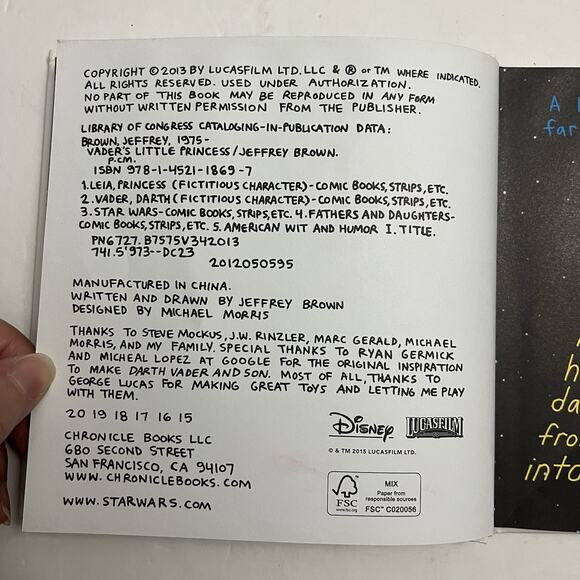 COPYRIGHT © 2013 BY LUCASFILM LTD. LLC & ® or TM WHERE INDICATED.
ALL RIGHTS RESERVED. USED UNDER AUTHORIZATION.
NO PART OF THIS BOOK MAY BE REPRODUCED IN ANY FORM
WITHOUT WRITTEN PERMISSION FROM THE PUBLISHER.
LIBRARY OF CONGRESS CATALOGING-IN-PUBLICATION DATA:
BROWN, JEFFREY, 1975-
VADER'S LITTLE PRINCESS / JEFFREY BROWN.
P.CM.
ISBN 978-1-4521-1869-7
1. LEIA, PRINCESS (FICTITIOUS CHARACTER)-COMIC BOOKS, STRIPS, ETC.
2. VADER, DARTH (FICTITIOUS CHARACTER)-COMIC BOOKS, STRIPS, ETC.
3. STAR WARS-COMIC BOOKS, STRIPS, ETC. 4. FATHERS AND DAUGHTERS-
COMIC BOOKS, STRIPS, ETC. 5. AMERICAN WIT AND HUMOR I. TITLE.
PN6727.B7575V342013
741.5'973--DC23
2012050595
MANUFACTURED IN CHINA.
WRITTEN AND DRAWN BY JEFFREY BROWN
DESIGNED BY MICHAEL MORRIS
THANKS TO STEVE MOCKUS, J.W. RINZLER, MARC GERALD, MICHAEL
MORRIS, AND MY FAMILY. SPECIAL THANKS TO RYAN GERMICK
AND MICHEAL LOPEZ AT GOOGLE FOR THE ORIGINAL INSPIRATION
TO MAKE DARTH VADER AND SON. MOST OF ALL, THANKS TO
GEORGE LUCAS FOR MAKING GREAT TOYS AND LETTING ME PLAY
WITH THEM.
20 19 18 17 16 15
CHRONICLE BOOKS LLC
680 SECOND STREET
SAN FRANCISCO, CA 94107
WWW.CHRONICLEBOOKS.COM
WWW.STARWARS.COM
Disney LUCASFILM
© & TM 2015 LUCASFILM LTD.
FSC
www.fsc.org
MIX
Paper from
responsible sources
FSC™ C020056
A
far
h
da
fro
into